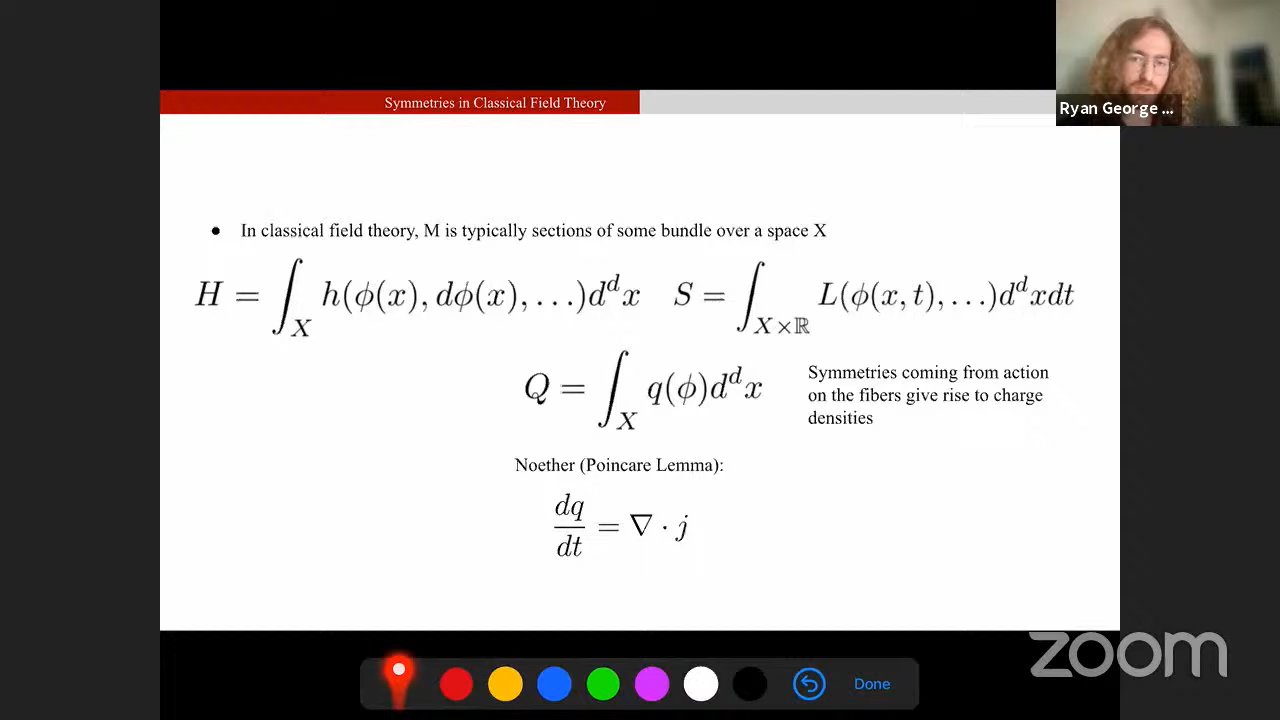 Symmetries in Classical Field Theory
Ryan George ...
● In classical field theory, M is typically sections of some bundle over a space X
H = ∫_X h(ϕ(x), dϕ(x), . . .)d^d x   S = ∫_{X×ℝ} L(ϕ(x, t), . . .)d^d xdt
Q = ∫_X q(ϕ)d^d x
Symmetries coming from action
on the fibers give rise to charge
densities
Noether (Poincare Lemma):
dq/dt = ∇ · j
zoom
Done